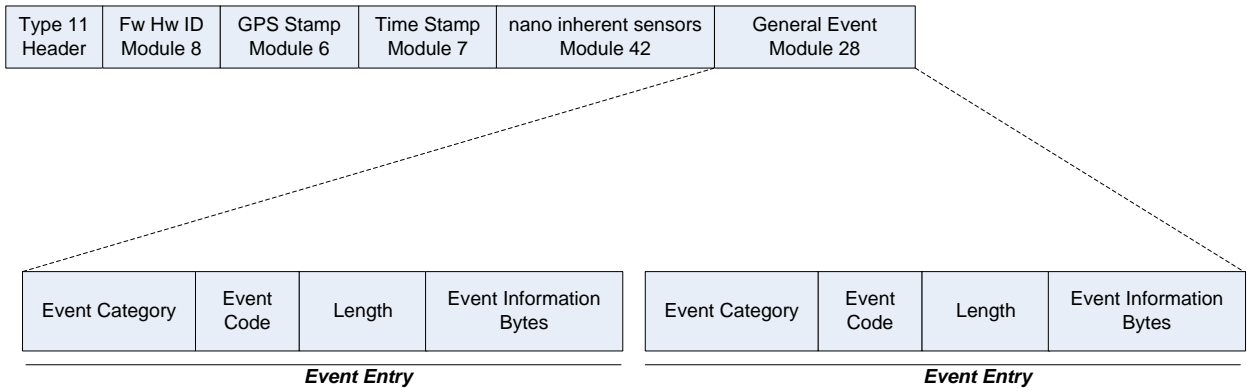 Type 11
Header
Fw Hw ID
Module 8
GPS Stamp
Module 6
Time Stamp
Module 7
nano inherent sensors
Module 42
General Event
Module 28
Event Category
Event
Code
Length
Event Information
Bytes
Event Entry
Event Category
Event
Code
Length
Event Information
Bytes
Event Entry